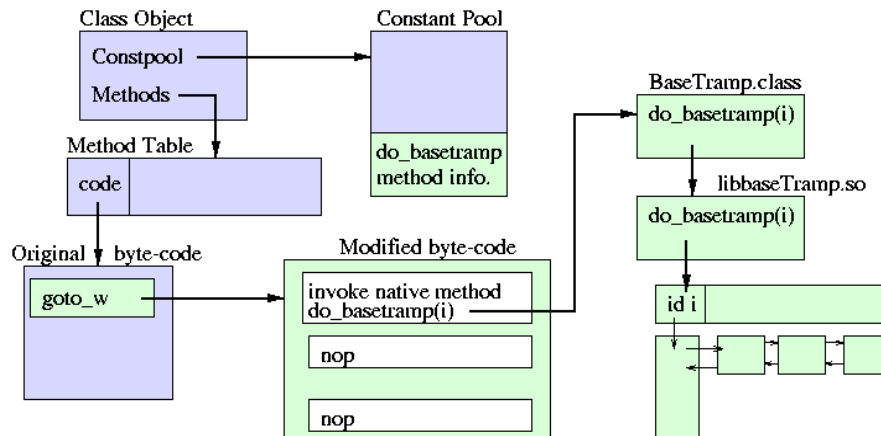 Class Object
Constpool
Methods
Constant Pool
do_basetramp
method info.
Method Table
code
Original byte-code
goto_w
Modified byte-code
invoke native method
do_basetramp(i)
nop
nop
BaseTramp.class
do_basetramp(i)
libbaseTramp.so
do_basetramp(i)
id i